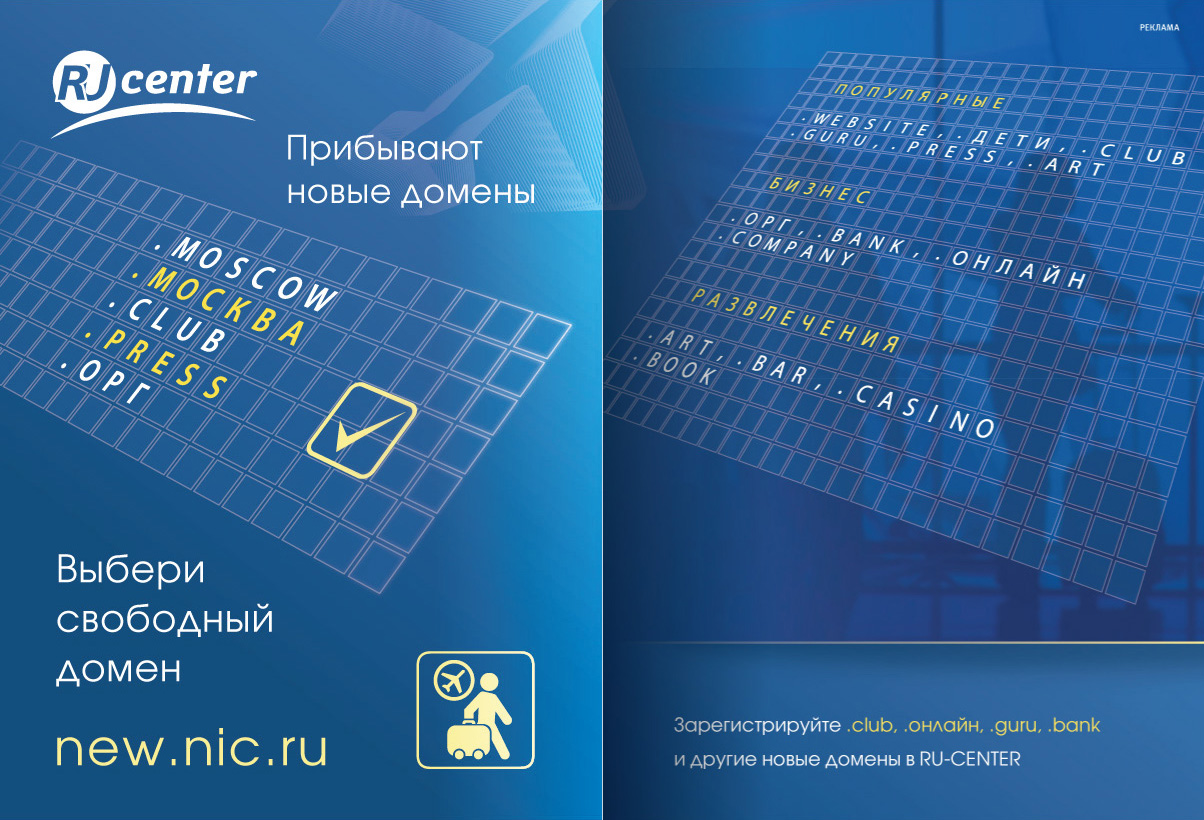 RU center
Прибывают
новые домены
.MOSCOW
.МОСКВА
.CLUB
.PRESS
.ОРГ
Выбери
свободный
домен
new.nic.ru
РЕКЛАМА
ПОПУЛЯРНЫЕ
.WEBSITE, .ДЕТИ, .CLUB
.GURU, .PRESS, .ART
БИЗНЕС
.ОРГ, .BANK, .ОНЛАЙН
.COMPANY
РАЗВЛЕЧЕНИЯ
.ART, .BAR, .CASINO
.BOOK
Зарегистрируйте .club, .онлайн, .guru, .bank
и другие новые домены в RU-CENTER